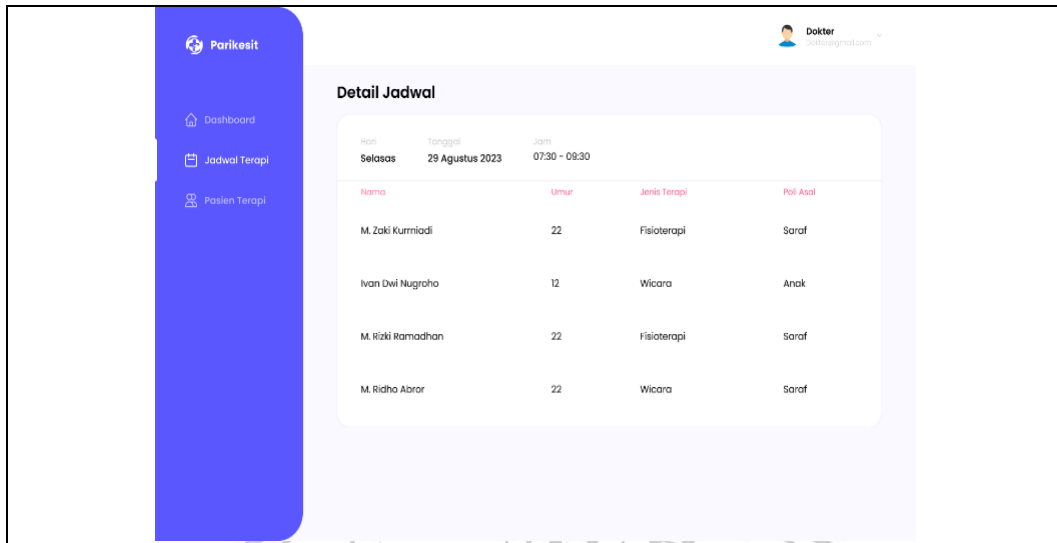 Parikesit
Dokter
Dashboard
Jadwal Terapi
Pasien Terapi
Detail Jadwal
Hari Tanggal Jam
Selasas 29 Agustus 2023 07:30 - 09:30
Nama Umur Jenis Terapi Poli Asal
M. Zaki Kurrniadi 22 Fisioterapi Saraf
Ivan Dwi Nugroho 12 Wicara Anak
M. Rizki Ramadhan 22 Fisioterapi Saraf
M. Ridho Abror 22 Wicara Saraf